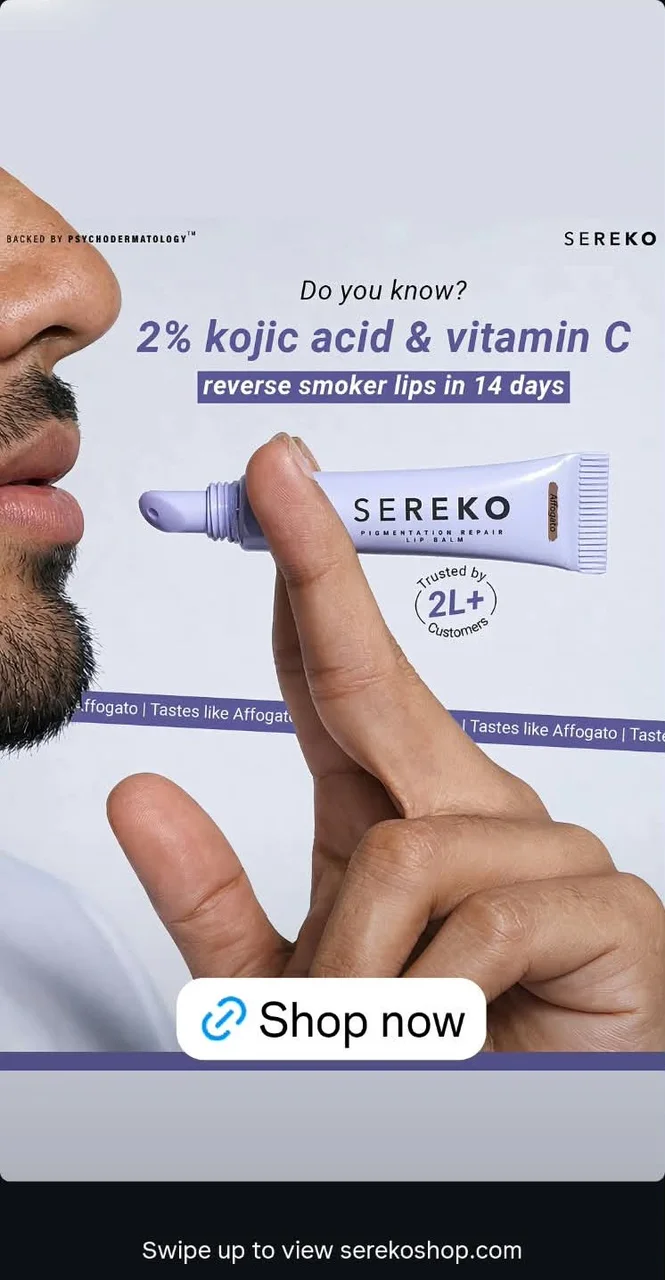 BACKED BY PSYCHODERMATOLOGY™
SEREKO
Do you know?
2% kojic acid & vitamin C
reverse smoker lips in 14 days
SEREKO
PIGMENTATION REPAIR
LIP BALM
Affogato
Trusted by
2L+
Customers
Affogato | Tastes like Affogato
| Tastes like Affogato | Taste
Shop now
Swipe up to view serekoshop.com